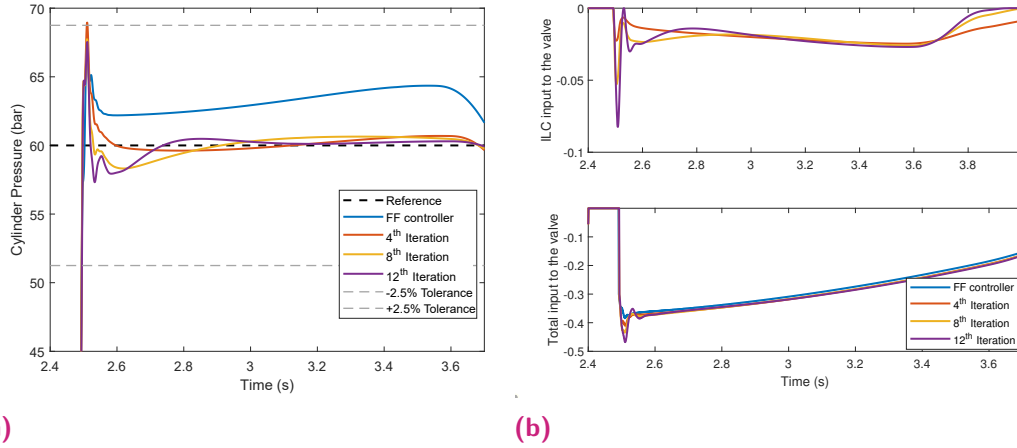 70
65
60
55
50
45
Cylinder Pressure (bar)
Reference
FF controller
4th Iteration
8th Iteration
12th Iteration
-2.5% Tolerance
+2.5% Tolerance
2.4 2.6 2.8 3 3.2 3.4 3.6
Time (s)
0
-0.05
-0.1
ILC input to the valve
2.4 2.6 2.8 3 3.2 3.4 3.6 3.8
-0.1
-0.2
-0.3
-0.4
-0.5
Total input to the valve
FF controller
4th Iteration
8th Iteration
12th Iteration
2.4 2.6 2.8 3 3.2 3.4 3.6
Time (s)
)
(b)